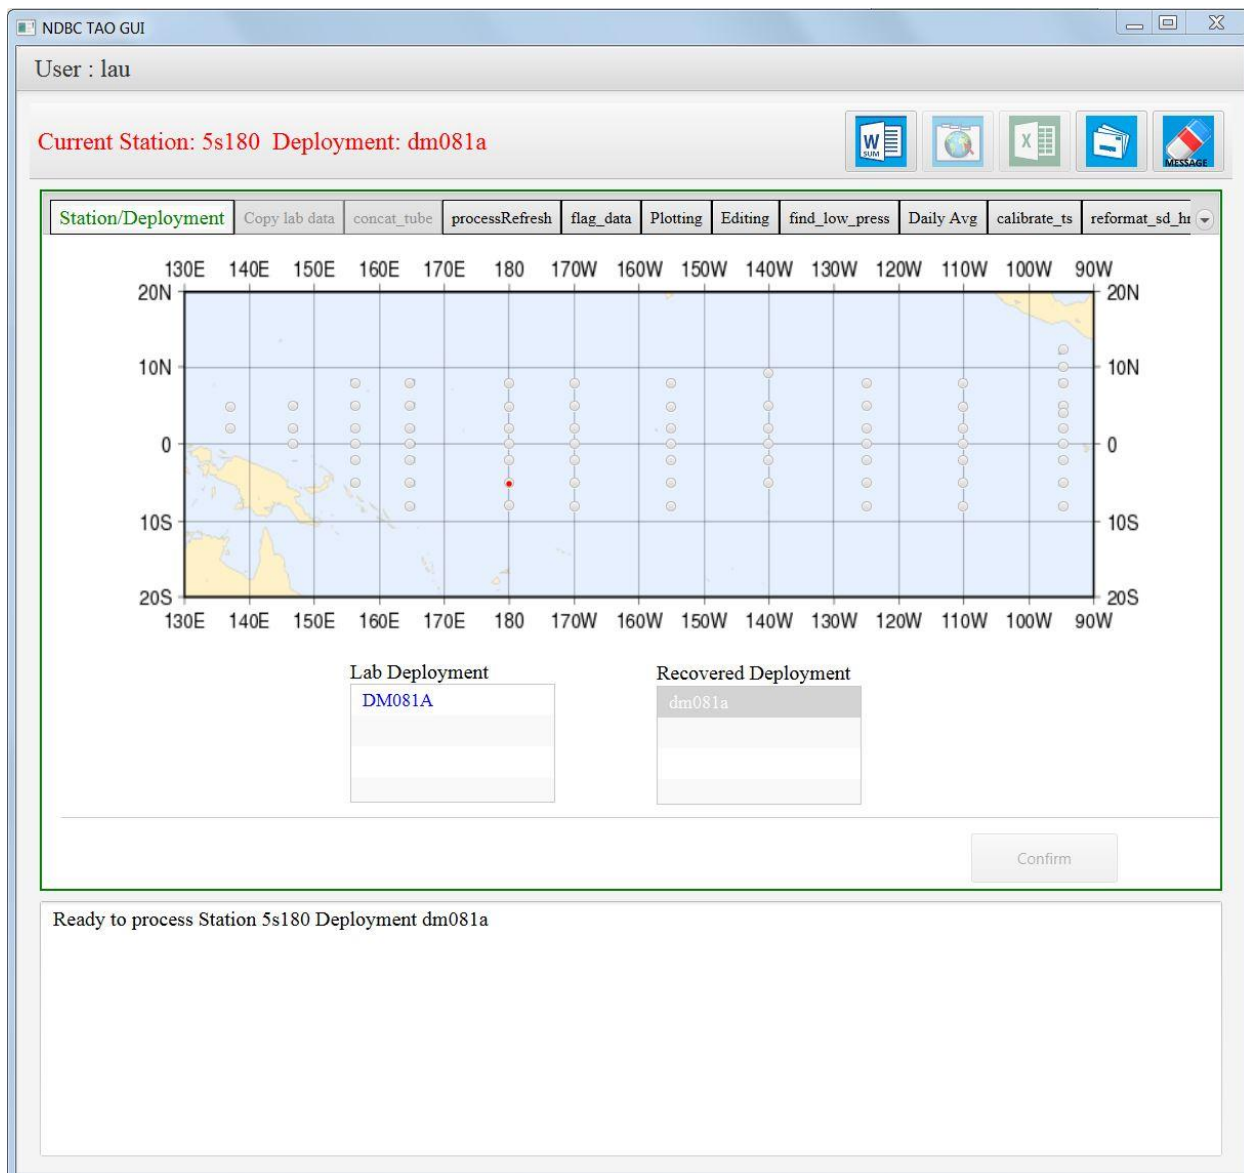 NDBC TAO GUI
User : lau
Current Station: 5s180 Deployment: dm081a
W SUM
X
MESSAGE
Station/Deployment Copy lab data concat_tube processRefresh flag_data Plotting Editing find_low_press Daily Avg calibrate_ts reformat_sd_hr
130E 140E 150E 160E 170E 180 170W 160W 150W 140W 130W 120W 110W 100W 90W
20N 20N
10N 10N
0 0
10S 10S
20S 20S
130E 140E 150E 160E 170E 180 170W 160W 150W 140W 130W 120W 110W 100W 90W
Lab Deployment Recovered Deployment
DM081A dm081a
Confirm
Ready to process Station 5s180 Deployment dm081a